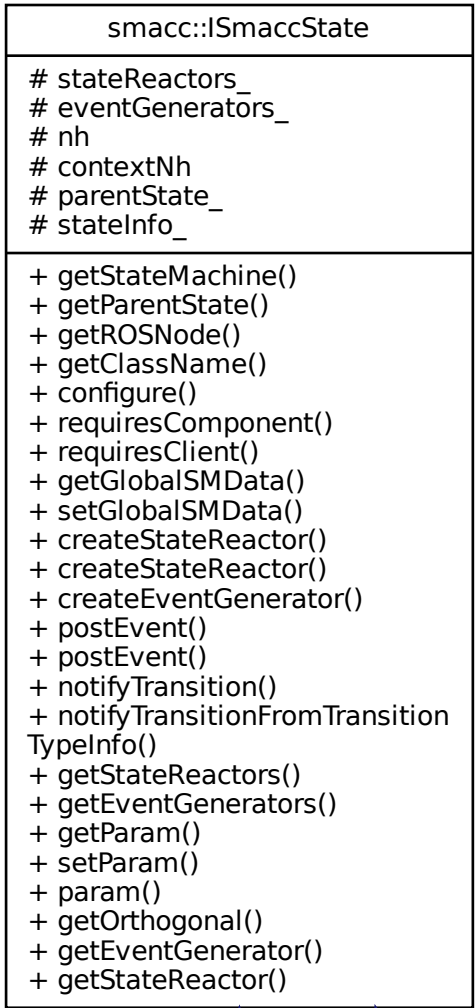 smacc::ISmaccState
# stateReactors_
# eventGenerators_
# nh
# contextNh
# parentState_
# stateInfo_
+ getStateMachine()
+ getParentState()
+ getROSNode()
+ getClassName()
+ configure()
+ requiresComponent()
+ requiresClient()
+ getGlobalSMData()
+ setGlobalSMData()
+ createStateReactor()
+ createStateReactor()
+ createEventGenerator()
+ postEvent()
+ postEvent()
+ notifyTransition()
+ notifyTransitionFromTransition
TypeInfo()
+ getStateReactors()
+ getEventGenerators()
+ getParam()
+ setParam()
+ param()
+ getOrthogonal()
+ getEventGenerator()
+ getStateReactor()